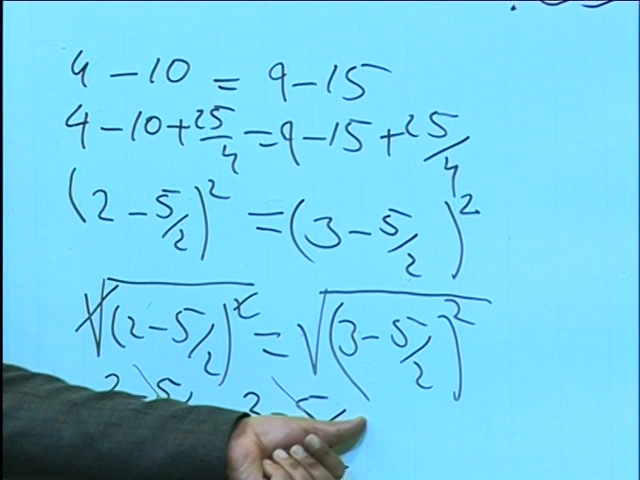 4 - 10 = 9 - 15
4 - 10 + 25/4 = 9 - 15 + 25/4
(2 - 5/2)² = (3 - 5/2)²
√(2 - 5/2)² = √(3 - 5/2)²